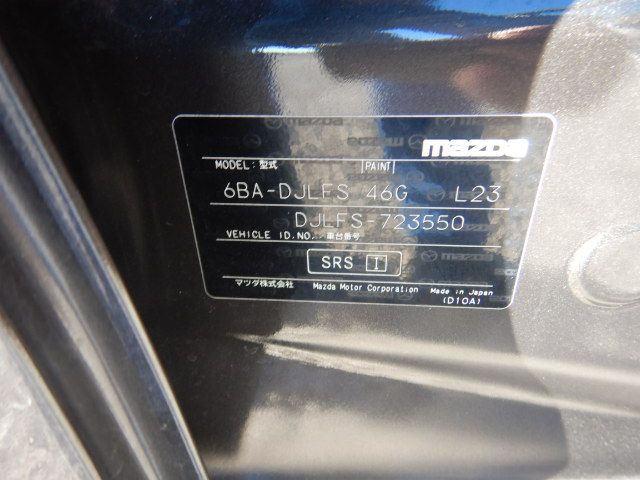 mazda
MODEL : 型式 PAINT
6BA-DJLFS 46G L23
DJLFS-723550
VEHICLE ID.NO. : 車台番号
SRS I
マツダ株式会社 Mazda Motor Corporation Made in Japan
(D10A)